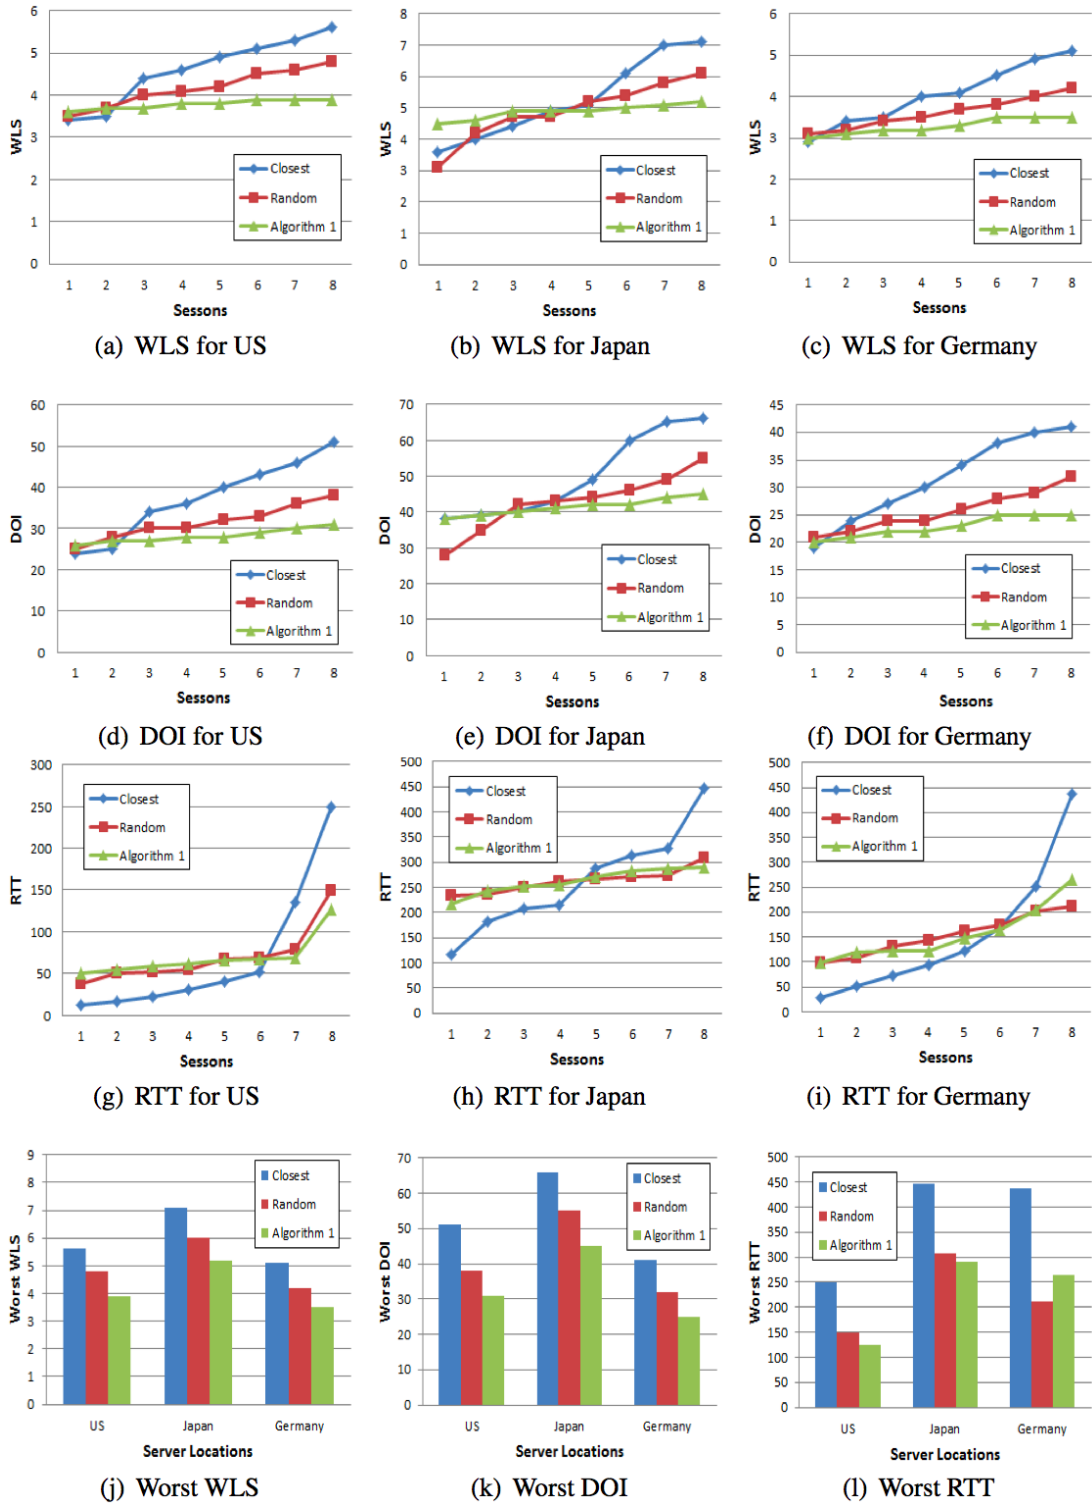 6
5
4
3
2
1
0
WLS
Closest
Random
Algorithm 1
1 2 3 4 5 6 7 8
Sessons
(a) WLS for US
8
7
6
5
4
3
2
1
0
WLS
Closest
Random
Algorithm 1
1 2 3 4 5 6 7 8
Sessons
(b) WLS for Japan
6
5
4
3
2
1
0
WLS
Closest
Random
Algorithm 1
1 2 3 4 5 6 7 8
Sessons
(c) WLS for Germany
60
50
40
30
20
10
0
DOI
Closest
Random
Algorithm 1
1 2 3 4 5 6 7 8
Sessons
(d) DOI for US
70
60
50
40
30
20
10
0
DOI
Closest
Random
Algorithm 1
1 2 3 4 5 6 7 8
Sessons
(e) DOI for Japan
45
40
35
30
25
20
15
10
5
0
DOI
Closest
Random
Algorithm 1
1 2 3 4 5 6 7 8
Sessons
(f) DOI for Germany
300
250
200
150
100
50
0
RTT
Closest
Random
Algorithm 1
1 2 3 4 5 6 7 8
Sessons
(g) RTT for US
500
450
400
350
300
250
200
150
100
50
0
RTT
Closest
Random
Algorithm 1
1 2 3 4 5 6 7 8
Sessons
(h) RTT for Japan
500
450
400
350
300
250
200
150
100
50
0
RTT
Closest
Random
Algorithm 1
1 2 3 4 5 6 7 8
Sessons
(i) RTT for Germany
9
8
7
6
5
4
3
2
1
0
Worst WLS
Closest
Random
Algorithm 1
US Japan Germany
Server Locations
(j) Worst WLS
70
60
50
40
30
20
10
0
Worst DOI
Closest
Random
Algorithm 1
US Japan Germany
Server Locations
(k) Worst DOI
500
450
400
350
300
250
200
150
100
50
0
Worst RTT
Closest
Random
Algorithm 1
US Japan Germany
Server Locations
(l) Worst RTT